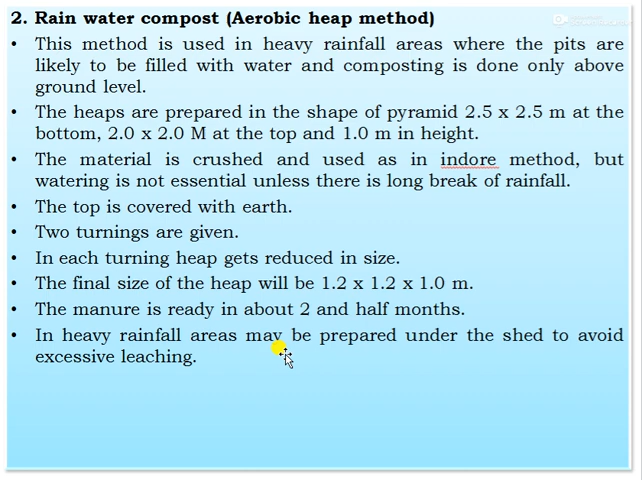 2. Rain water compost (Aerobic heap method)
• This method is used in heavy rainfall areas where the pits are
likely to be filled with water and composting is done only above
ground level.
• The heaps are prepared in the shape of pyramid 2.5 x 2.5 m at the
bottom, 2.0 x 2.0 M at the top and 1.0 m in height.
• The material is crushed and used as in indore method, but
watering is not essential unless there is long break of rainfall.
• The top is covered with earth.
• Two turnings are given.
• In each turning heap gets reduced in size.
• The final size of the heap will be 1.2 x 1.2 x 1.0 m.
• The manure is ready in about 2 and half months.
• In heavy rainfall areas may be prepared under the shed to avoid
excessive leaching.